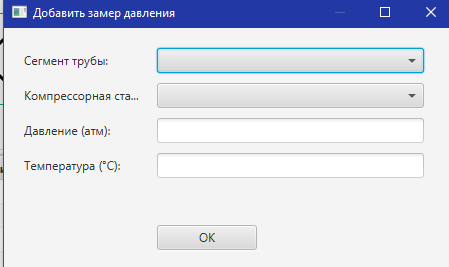 Добавить замер давления
Сегмент трубы:
Компрессорная ста...
Давление (атм):
Температура (°C):
OK